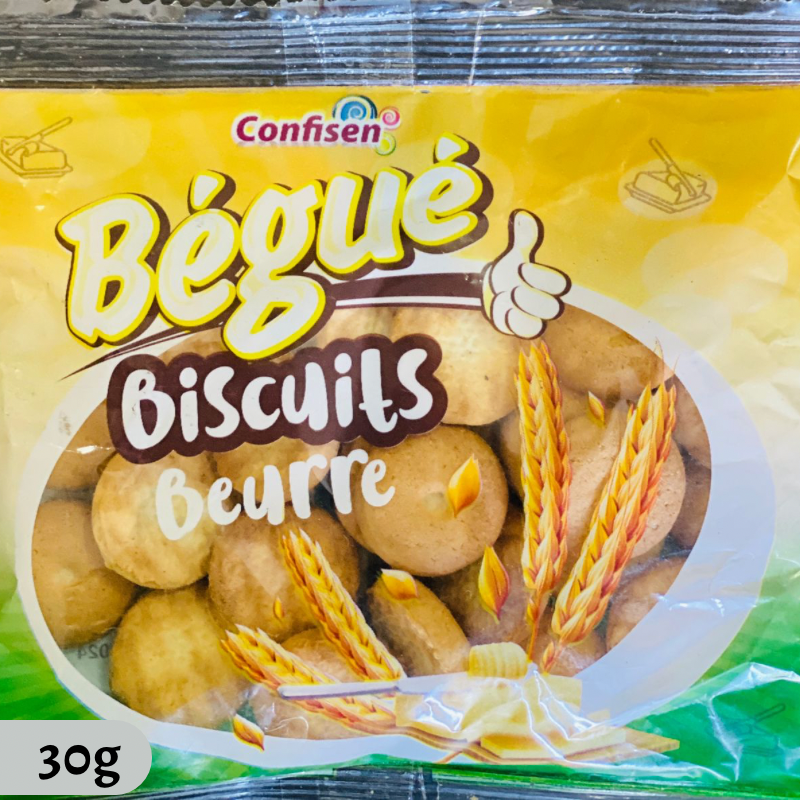 Confisen
Bégué
Biscuits
Beurre
30g